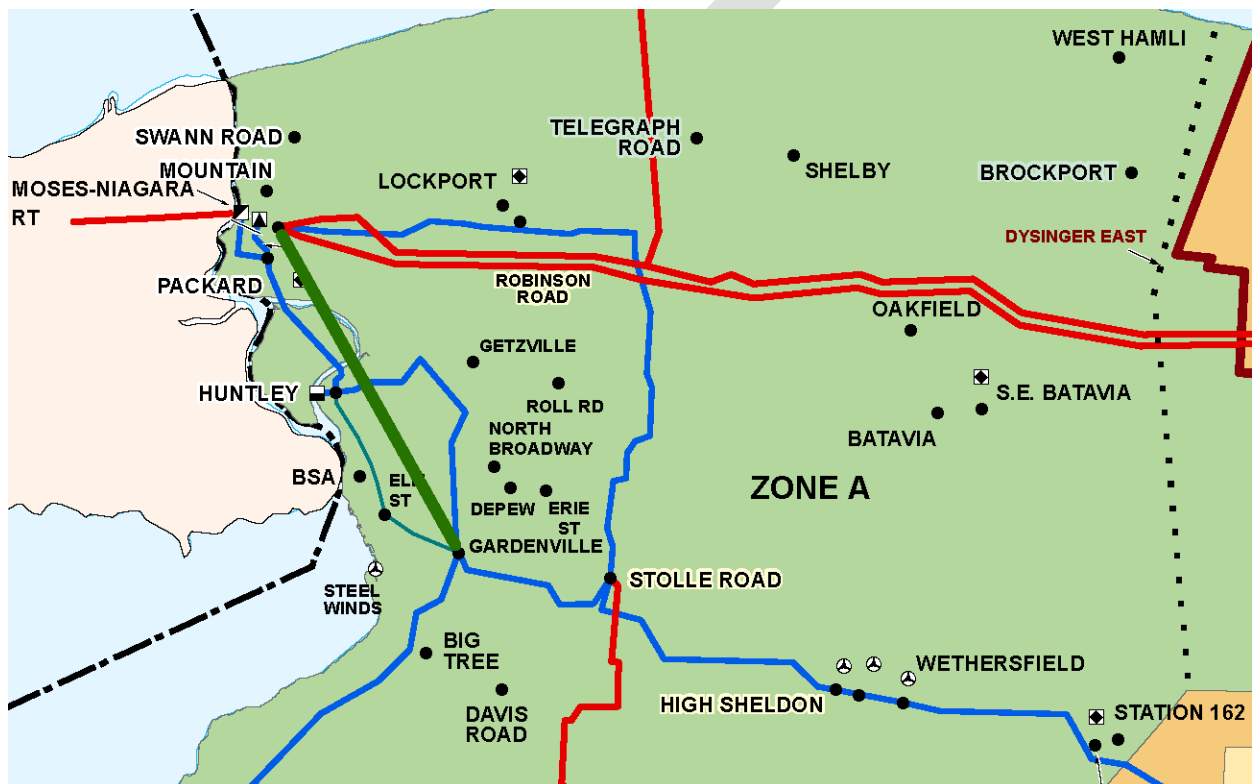 WEST HAMLI
SWANN ROAD
TELEGRAPH
ROAD
MOUNTAIN
SHELBY
BROCKPORT
LOCKPORT
MOSES-NIAGARA
RT
DYSINGER EAST
PACKARD
ROBINSON
ROAD
OAKFIELD
GETZVILLE
HUNTLEY
S.E. BATAVIA
ROLL RD
BATAVIA
NORTH
BROADWAY
BSA
ST
ZONE A
DEPEW
ERIE
ST
GARDENVILLE
STOLLE ROAD
STEEL
WINDS
BIG
TREE
WETHERSFIELD
HIGH SHELDON
DAVIS
ROAD
STATION 162